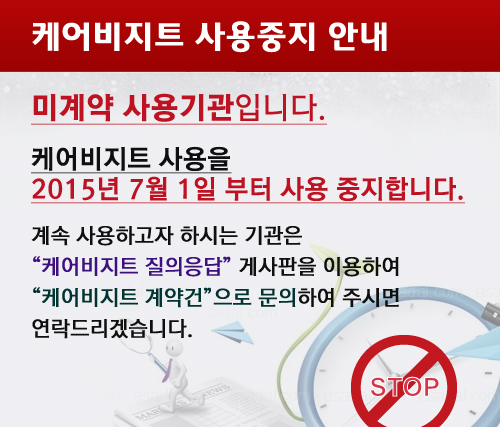 케어비지트 사용중지 안내
미계약 사용기관입니다.
케어비지트 사용을
2015년 7월 1일 부터 사용 중지합니다.
계속 사용하고자 하시는 기관은
“케어비지트 질의응답” 게사판을 이용하여
“케어비지트 계약건”으로 문의하여 주시면
연락드리겠습니다.
STOP